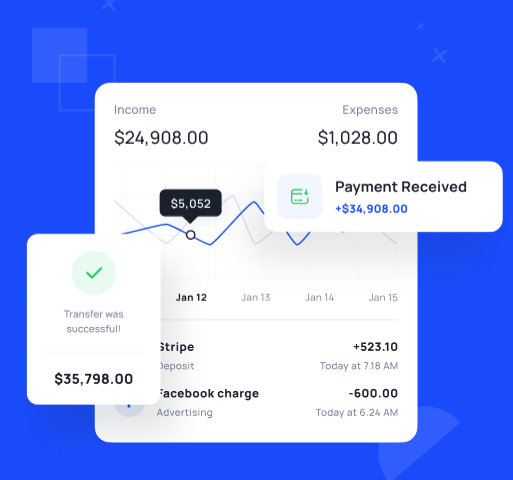 Income
Expenses
$24,908.00
$1,028.00
Payment Received
+$34,908.00
$5,052
Jan 12
Jan 13
Jan 14
Jan 15
Transfer was
successful!
$35,798.00
Stripe
+523.10
Deposit
Today at 7.18 AM
Facebook charge
-600.00
Advertising
Today at 6.24 AM